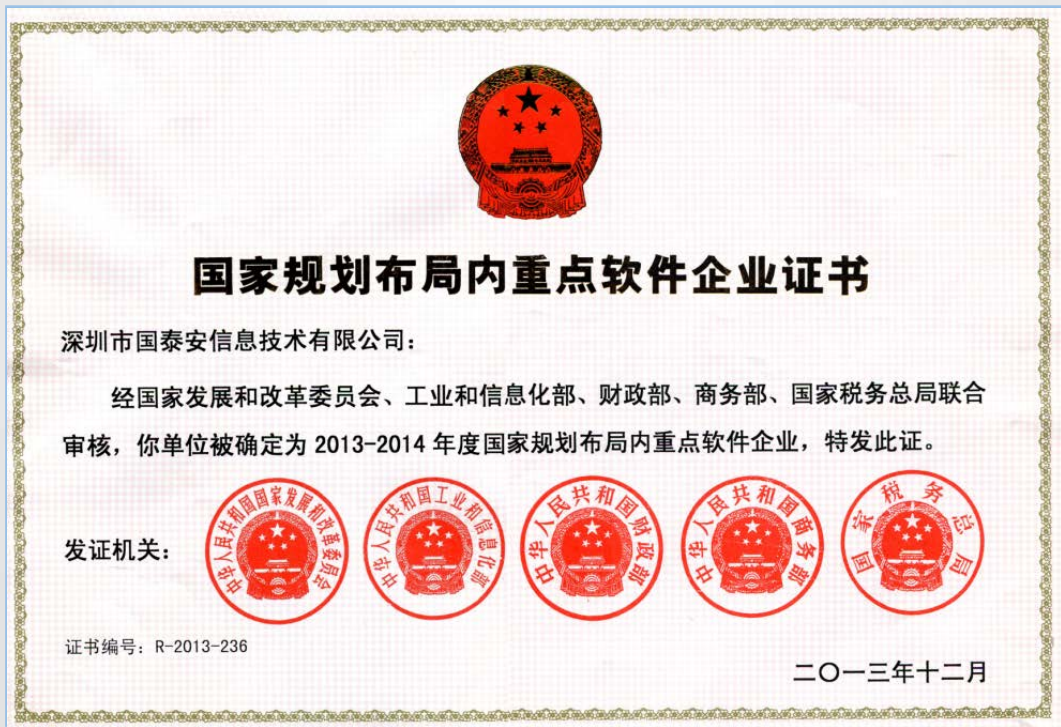 国家规划布局内重点软件企业证书
深圳市国泰安信息技术有限公司：
经国家发展和改革委员会、工业和信息化部、财政部、商务部、国家税务总局联合
审核，你单位被确定为 2013-2014 年度国家规划布局内重点软件企业，特发此证。
发证机关：
中华人民共和国国家发展和改革委员会
中华人民共和国工业和信息化部
中华人民共和国财政部
中华人民共和国商务部
国家税务总局
证书编号：R-2013-236
二〇一三年十二月